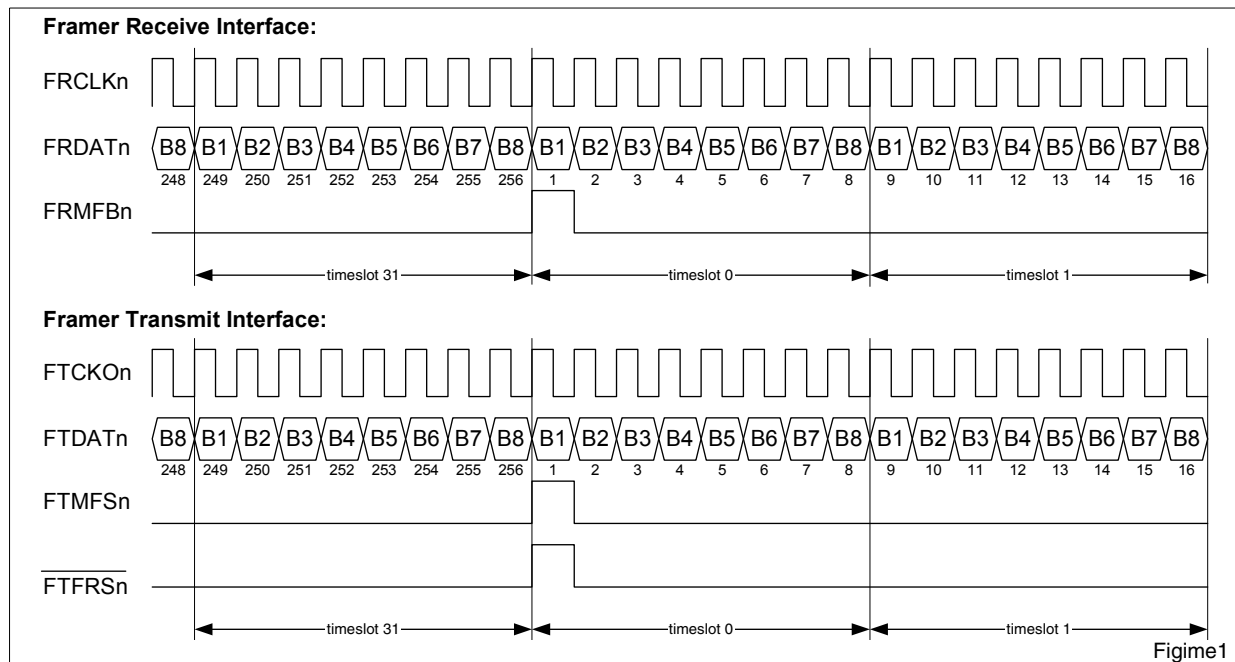 Framer Receive Interface:
FRCLKn
FRDATn B8 B1 B2 B3 B4 B5 B6 B7 B8 B1 B2 B3 B4 B5 B6 B7 B8 B1 B2 B3 B4 B5 B6 B7 B8
248 249 250 251 252 253 254 255 256 1 2 3 4 5 6 7 8 9 10 11 12 13 14 15 16
FRMFBn
timeslot 31 timeslot 0 timeslot 1
Framer Transmit Interface:
FTCKOn
FTDATn B8 B1 B2 B3 B4 B5 B6 B7 B8 B1 B2 B3 B4 B5 B6 B7 B8 B1 B2 B3 B4 B5 B6 B7 B8
248 249 250 251 252 253 254 255 256 1 2 3 4 5 6 7 8 9 10 11 12 13 14 15 16
FTMFSn
FTFRSn
timeslot 31 timeslot 0 timeslot 1
Figime1